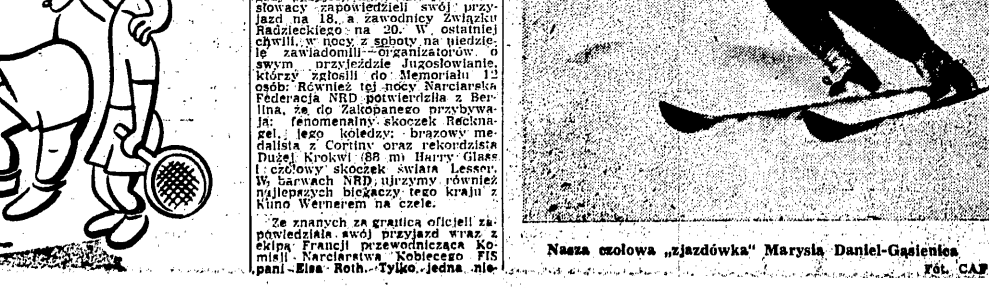 słowacy zapowiedzieli swój przy-
jazd na 18, a zawodnicy Związku
Radzieckiego na 20. W ostatniej
chwili, w nocy z soboty na niedzie-
lę zawiadomili organizatorów o
swym przyjeździe Jugosłowianie,
którzy zgłosili do Memoriału 12
osób. Również tej nocy Narciarska
Federacja NRD potwierdziła z Ber-
lina, że do Zakopanego przybywa-
ją: fenomenalny skoczek Reckna-
gel, jego koledzy: brązowy me-
dalista z Cortiny oraz rekordzista
Dużej Krokwi (88 m) Harry Glass
i czołowy skoczek świata Lesser.
W barwach NRD ujrzymy również
najlepszych biegaczy tego kraju z
Kuno Wernerem na czele.
Ze znanych za granicą oficjeli za-
powiedziała swój przyjazd wraz z
ekipą Francji przewodnicząca Ko-
misji Narciarstwa Kobiecego FIS
pani Elsa Roth. Tylko jedna nie-
Nasza czołowa „zjazdówka" Marysia Daniel-Gąsienica
Fot. CAF